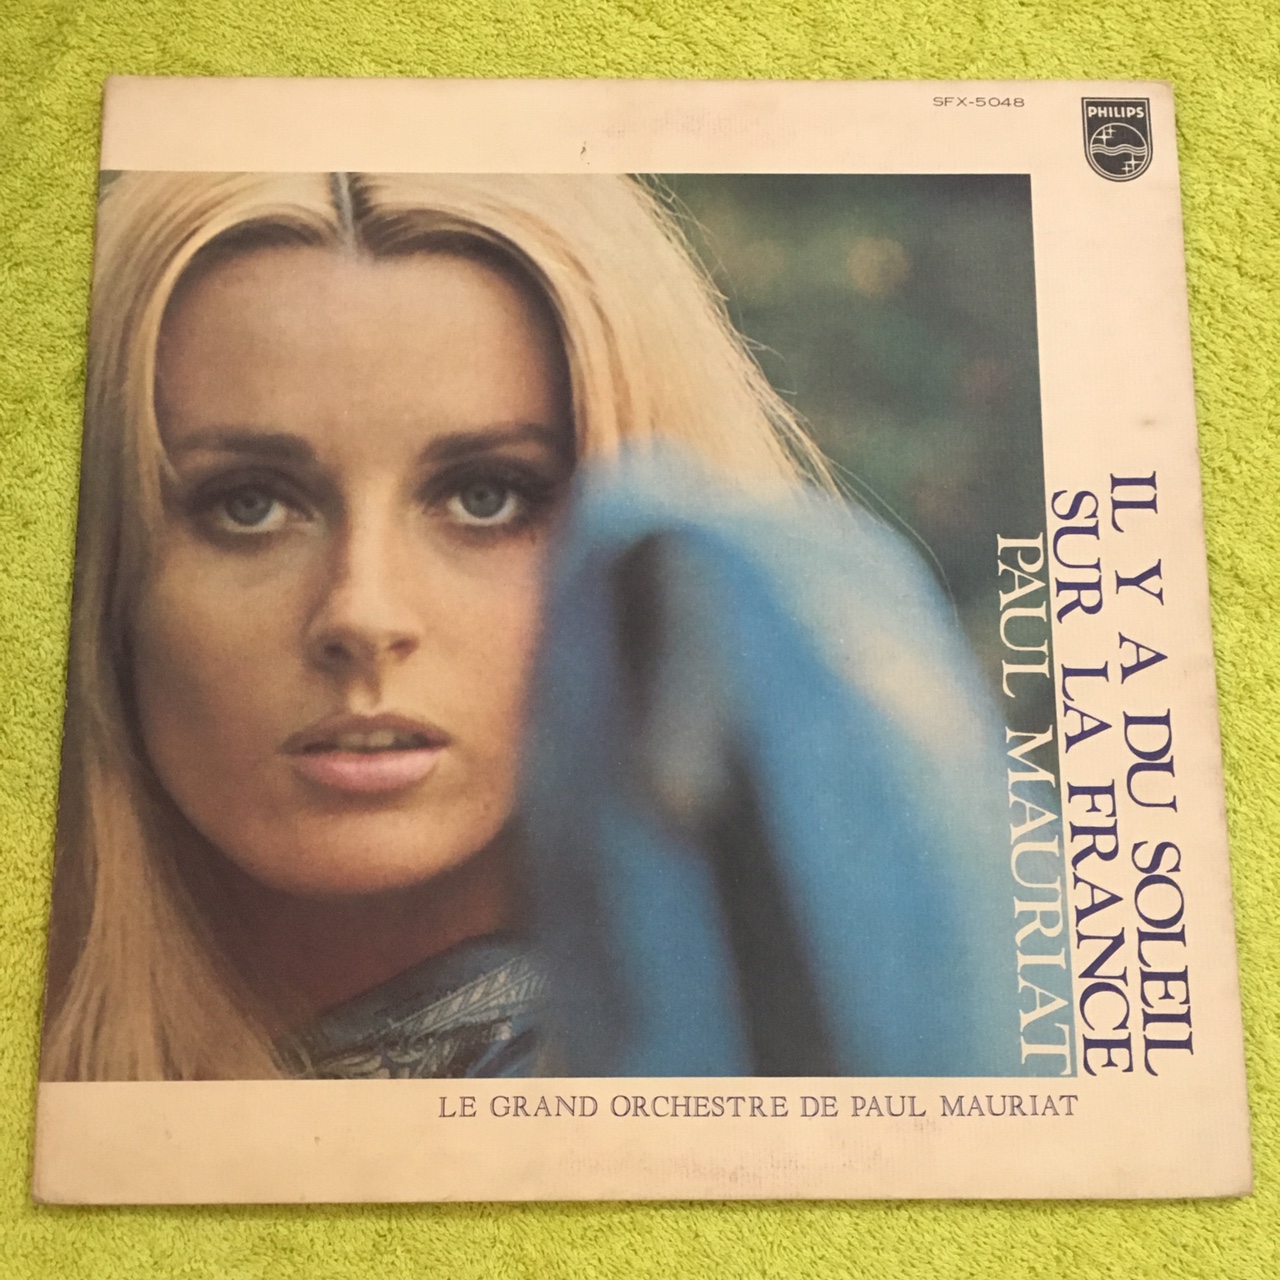 SFX-5048
PHILIPS
IL Y A DU SOLEIL
SUR LA FRANCE
PAUL MAURIAT
LE GRAND ORCHESTRE DE PAUL MAURIAT